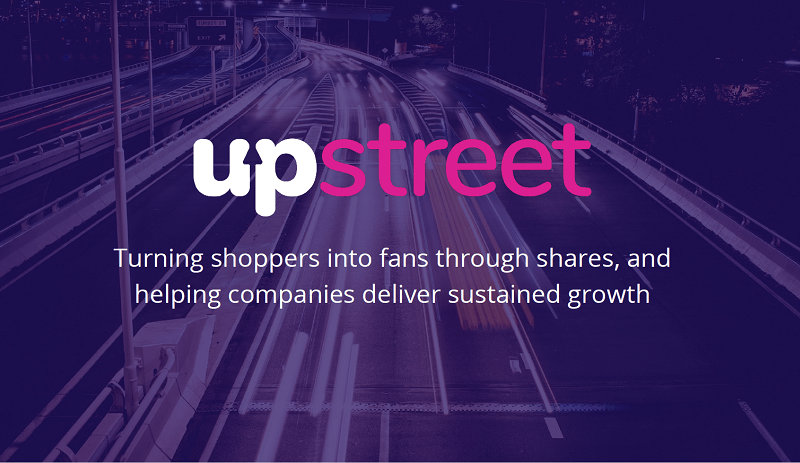 upstreet
Turning shoppers into fans through shares, and
helping companies deliver sustained growth